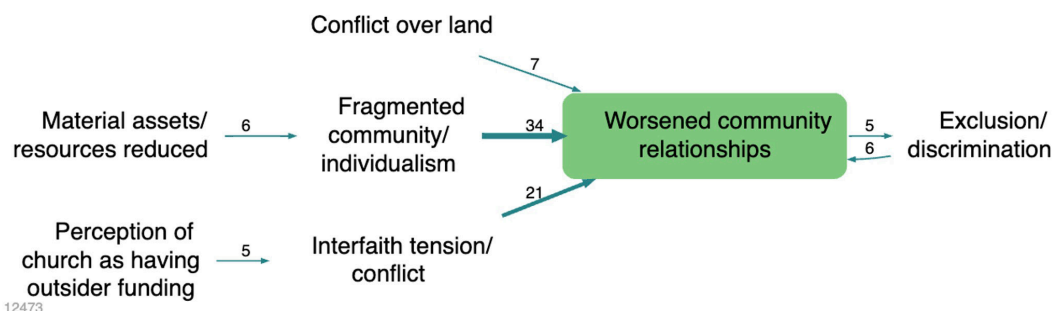 Conflict over land
7
Material assets/
resources reduced
6
Fragmented
community/
individualism
34
Worsened community
relationships
5
6
Exclusion/
discrimination
21
Perception of
church as having
outsider funding
5
Interfaith tension/
conflict
12473